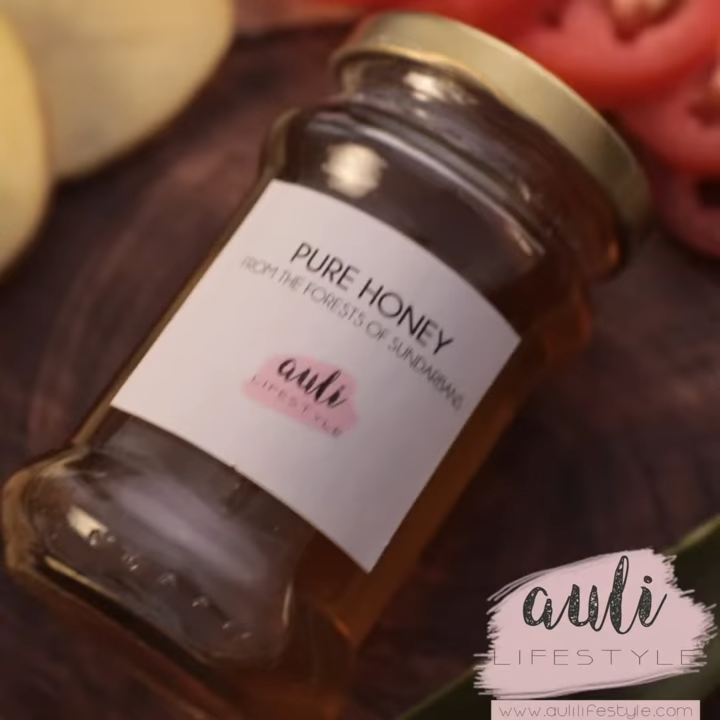 PURE HONEY
FROM THE FORESTS OF SUNDARBANS
auli
LIFESTYLE
auli
LIFESTYLE
www.aulilifestyle.com